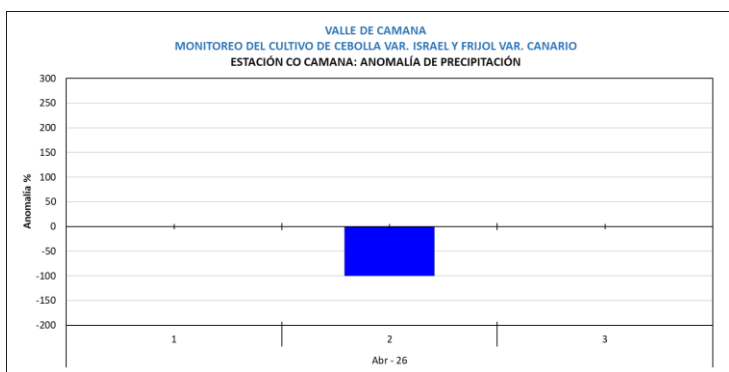 VALLE DE CAMANA
MONITOREO DEL CULTIVO DE CEBOLLA VAR. ISRAEL Y FRIJOL VAR. CANARIO
ESTACIÓN CO CAMANA: ANOMALÍA DE PRECIPITACIÓN
300
250
200
150
100
50
0
-50
-100
-150
-200
Anomalía %
1 2 3
Abr - 26